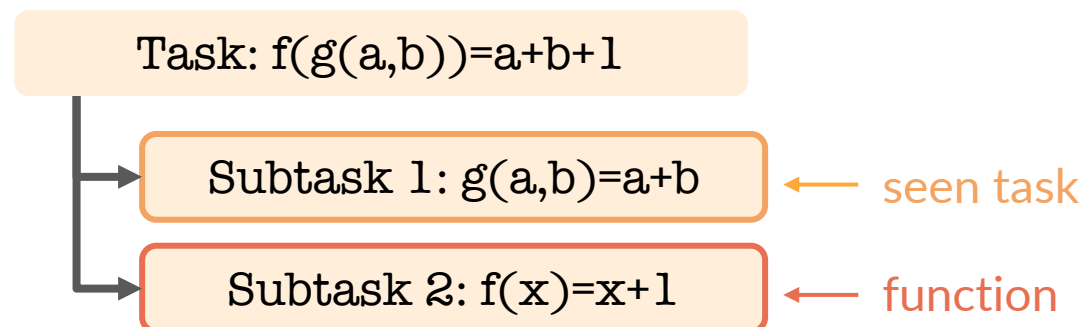 Task: f(g(a,b))=a+b+1
Subtask 1: g(a,b)=a+b
seen task
Subtask 2: f(x)=x+1
function